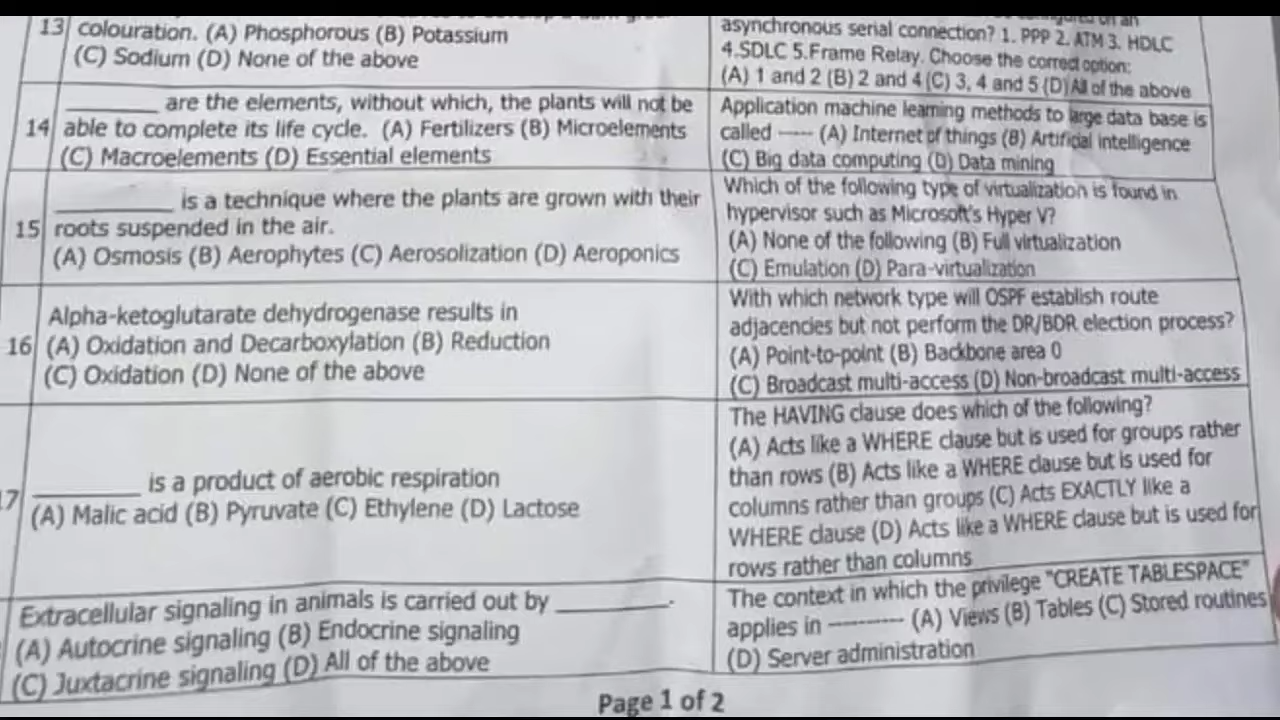 13 colouration. (A) Phosphorous (B) Potassium
(C) Sodium (D) None of the above
14 ________ are the elements, without which, the plants will not be
able to complete its life cycle. (A) Fertilizers (B) Microelements
(C) Macroelements (D) Essential elements
15 __________ is a technique where the plants are grown with their
roots suspended in the air.
(A) Osmosis (B) Aerophytes (C) Aerosolization (D) Aeroponics
Alpha-ketoglutarate dehydrogenase results in
16 (A) Oxidation and Decarboxylation (B) Reduction
(C) Oxidation (D) None of the above
17 _________ is a product of aerobic respiration
(A) Malic acid (B) Pyruvate (C) Ethylene (D) Lactose
Extracellular signaling in animals is carried out by __________.
(A) Autocrine signaling (B) Endocrine signaling
(C) Juxtacrine signaling (D) All of the above
asynchronous serial connection? 1. PPP 2. ATM 3. HDLC
4.SDLC 5.Frame Relay. Choose the correct option:
(A) 1 and 2 (B) 2 and 4 (C) 3, 4 and 5 (D) All of the above
Application machine learning methods to large data base is
called ----- (A) Internet of things (B) Artificial intelligence
(C) Big data computing (D) Data mining
Which of the following type of virtualization is found in
hypervisor such as Microsoft's Hyper V?
(A) None of the following (B) Full virtualization
(C) Emulation (D) Para-virtualization
With which network type will OSPF establish route
adjacencies but not perform the DR/BDR election process?
(A) Point-to-point (B) Backbone area 0
(C) Broadcast multi-access (D) Non-broadcast multi-access
The HAVING clause does which of the following?
(A) Acts like a WHERE clause but is used for groups rather
than rows (B) Acts like a WHERE clause but is used for
columns rather than groups (C) Acts EXACTLY like a
WHERE clause (D) Acts like a WHERE clause but is used for
rows rather than columns
The context in which the privilege "CREATE TABLESPACE"
applies in ---------- (A) Views (B) Tables (C) Stored routines
(D) Server administration
Page 1 of 2